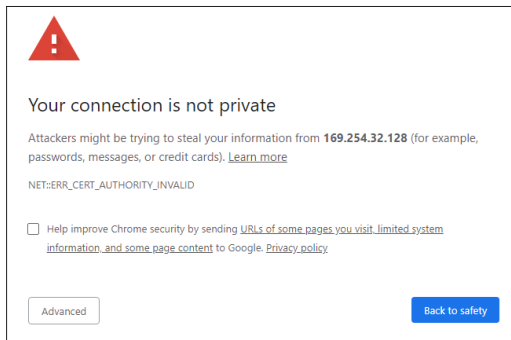 Your connection is not private
Attackers might be trying to steal your information from 169.254.32.128 (for example,
passwords, messages, or credit cards). Learn more
NET::ERR_CERT_AUTHORITY_INVALID
Help improve Chrome security by sending URLs of some pages you visit, limited system
information, and some page content to Google. Privacy policy
Advanced
Back to safety